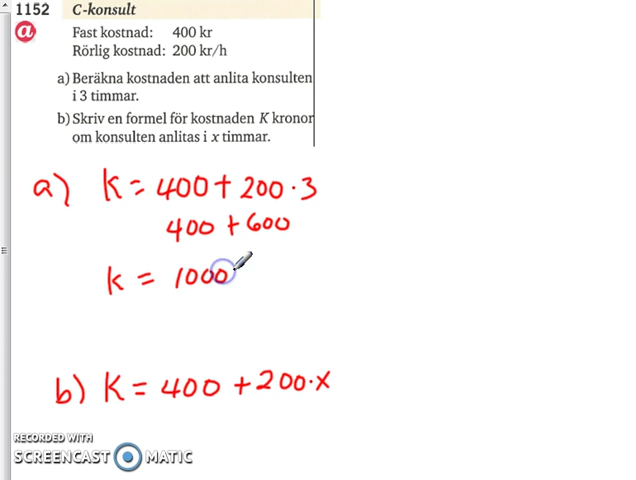 1152 C-konsult
a Fast kostnad: 400 kr
Rörlig kostnad: 200 kr/h
a) Beräkna kostnaden att anlita konsulten
i 3 timmar.
b) Skriv en formel för kostnaden K kronor
om konsulten anlitas i x timmar.
a) K = 400 + 200 · 3
400 + 600
K = 1000
b) K = 400 + 200 · x
RECORDED WITH
SCREENCAST MATIC